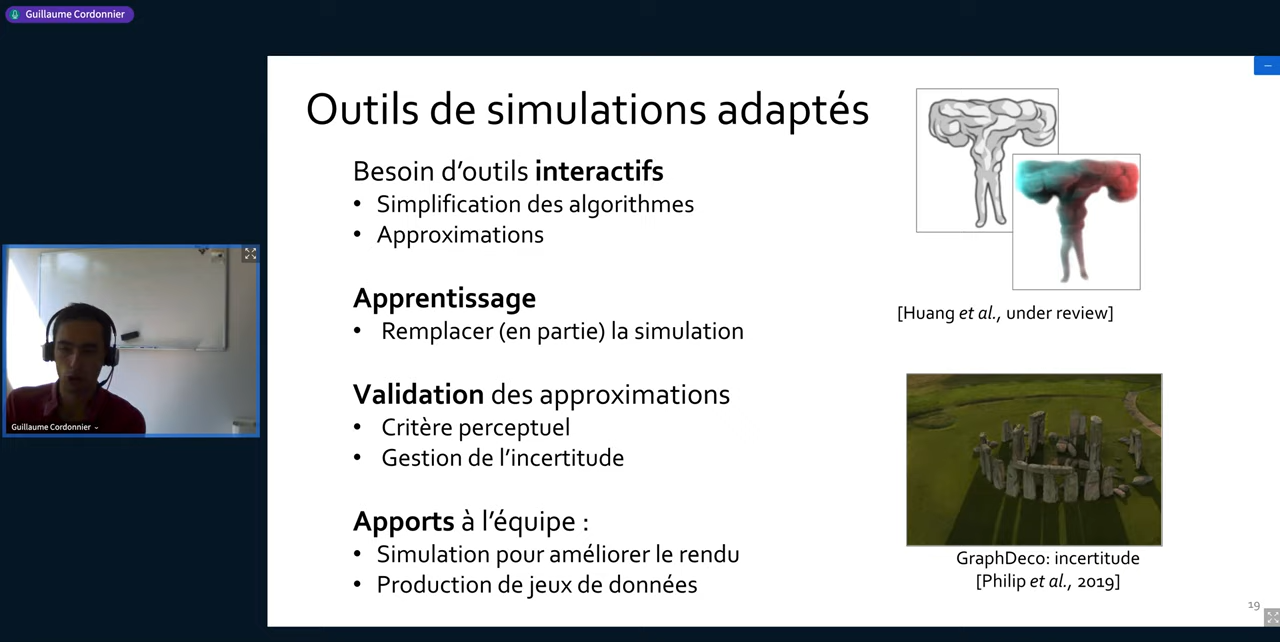 Guillaume Cordonnier
Outils de simulations adaptés
Besoin d'outils interactifs
• Simplification des algorithmes
• Approximations
Apprentissage
• Remplacer (en partie) la simulation
Validation des approximations
• Critère perceptuel
• Gestion de l'incertitude
Apports à l'équipe :
• Simulation pour améliorer le rendu
• Production de jeux de données
[Huang et al., under review]
GraphDeco: incertitude
[Philip et al., 2019]
19
Guillaume Cordonnier